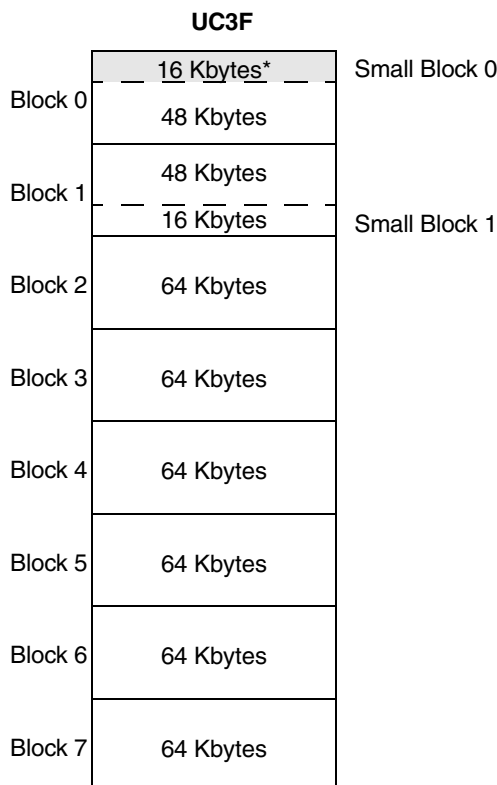 UC3F
16 Kbytes*
Small Block 0
Block 0
48 Kbytes
48 Kbytes
Block 1
16 Kbytes
Small Block 1
Block 2
64 Kbytes
Block 3
64 Kbytes
Block 4
64 Kbytes
Block 5
64 Kbytes
Block 6
64 Kbytes
Block 7
64 Kbytes